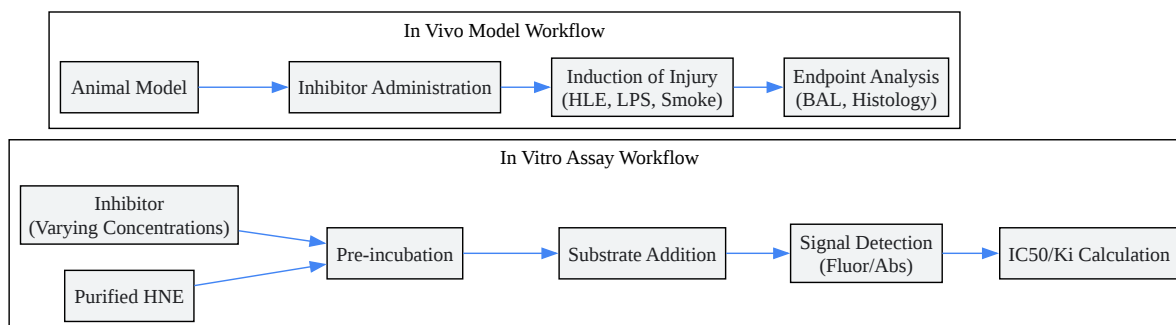 In Vivo Model Workflow
Animal Model
Inhibitor Administration
Induction of Injury
(HLE, LPS, Smoke)
Endpoint Analysis
(BAL, Histology)
In Vitro Assay Workflow
Inhibitor
(Varying Concentrations)
Purified HNE
Pre-incubation
Substrate Addition
Signal Detection
(Fluor/Abs)
IC50/Ki Calculation